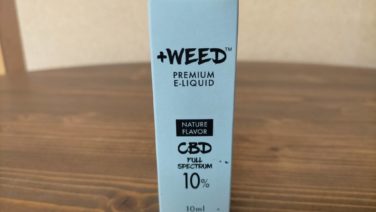 +WEED™
PREMIUM
E-LIQUID
NATURE
FLAVOR
CBD
FULL
SPECTRUM
10%
10ml